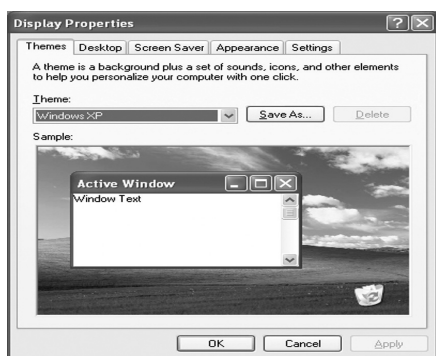 Display Properties
Themes Desktop Screen Saver Appearance Settings
A theme is a background plus a set of sounds, icons, and other elements
to help you personalize your computer with one click.
Theme:
Windows XP Save As... Delete
Sample:
Active Window
Window Text
OK Cancel Apply